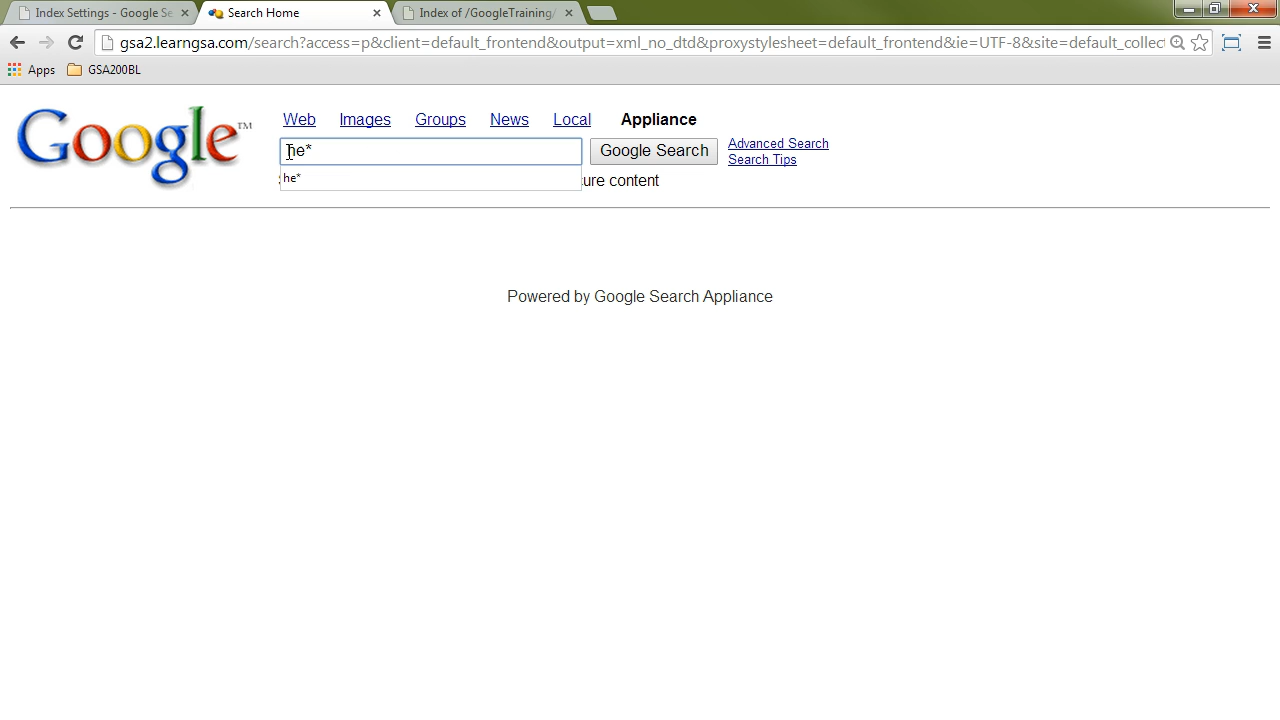 Index Settings - Google Se
Search Home
Index of /GoogleTraining/
gsa2.learngsa.com/search?access=p&client=default_frontend&output=xml_no_dtd&proxystylesheet=default_frontend&ie=UTF-8&site=default_collect
Apps GSA200BL
Google™
Web Images Groups News Local Appliance
he* Google Search Advanced Search
Search Tips
he* ure content
Powered by Google Search Appliance